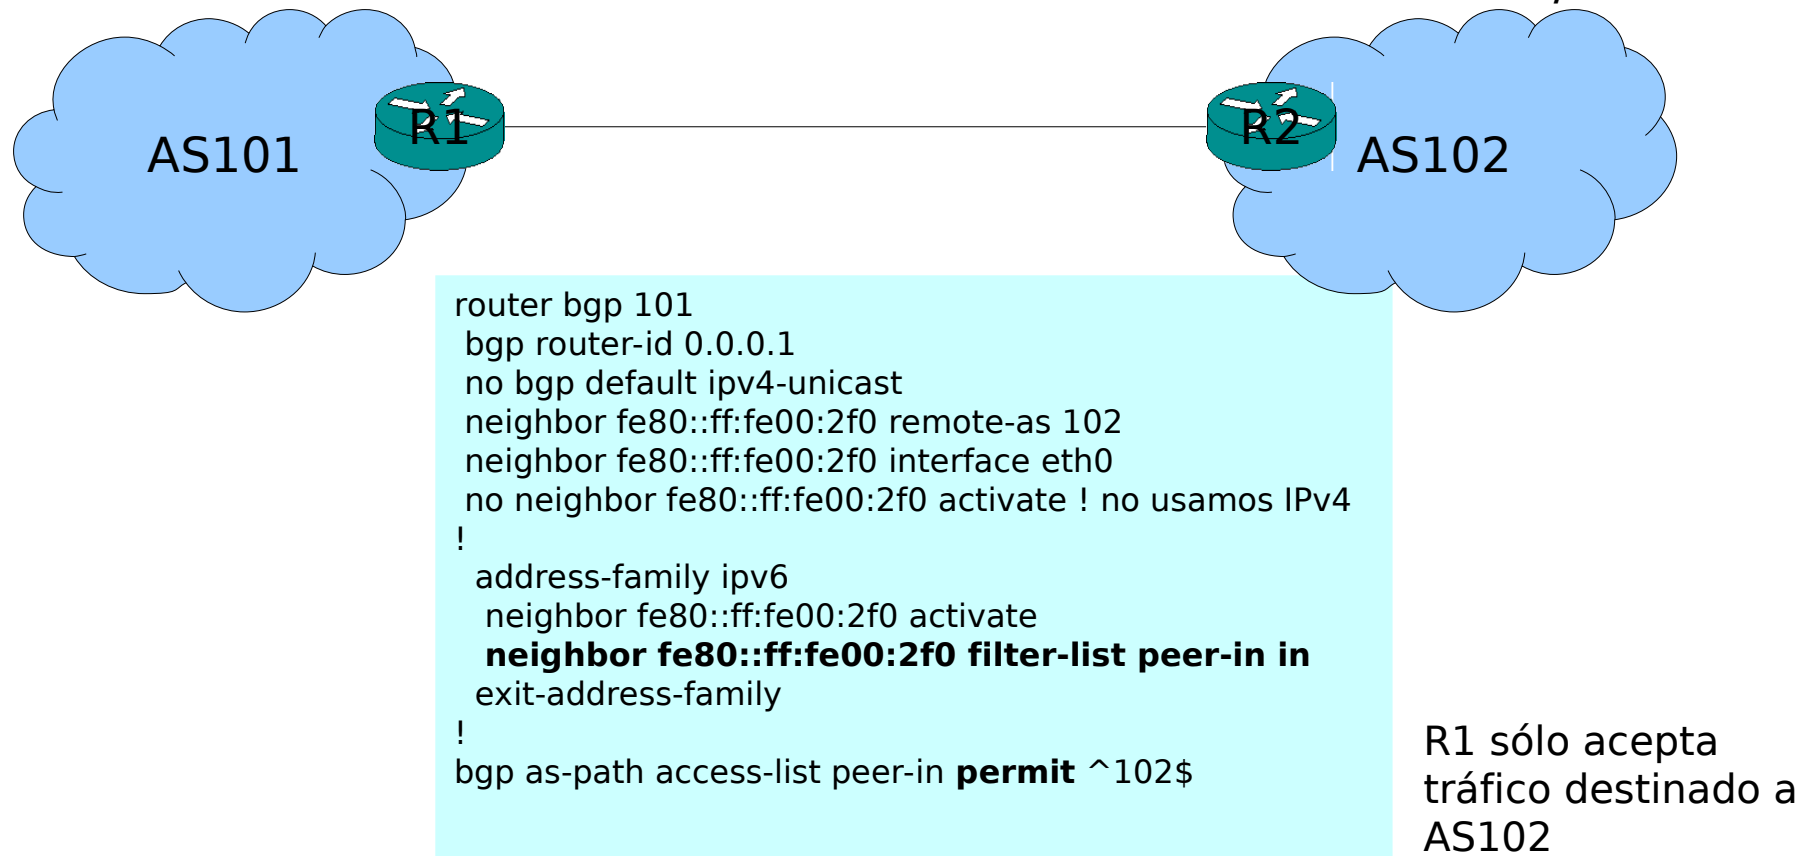 AS101
R1
R2
AS102
router bgp 101
bgp router-id 0.0.0.1
no bgp default ipv4-unicast
neighbor fe80::ff:fe00:2f0 remote-as 102
neighbor fe80::ff:fe00:2f0 interface eth0
no neighbor fe80::ff:fe00:2f0 activate ! no usamos IPv4
!
address-family ipv6
neighbor fe80::ff:fe00:2f0 activate
neighbor fe80::ff:fe00:2f0 filter-list peer-in in
exit-address-family
!
bgp as-path access-list peer-in permit ^102$
R1 sólo acepta
tráfico destinado a
AS102